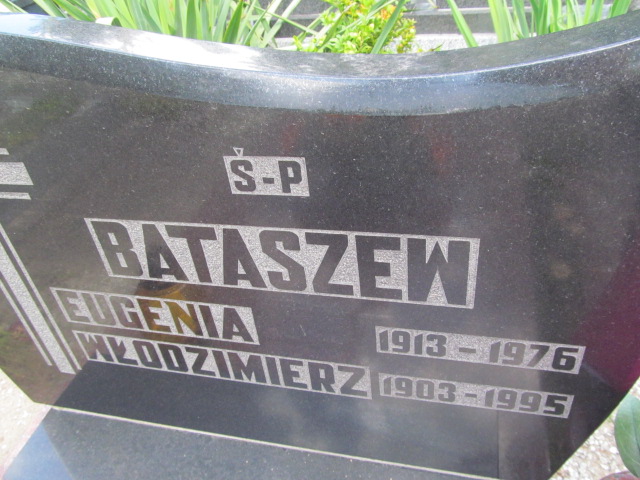 Ś-P
BATASZEW
EUGENIA 1913-1976
WŁODZIMIERZ 1903-1995